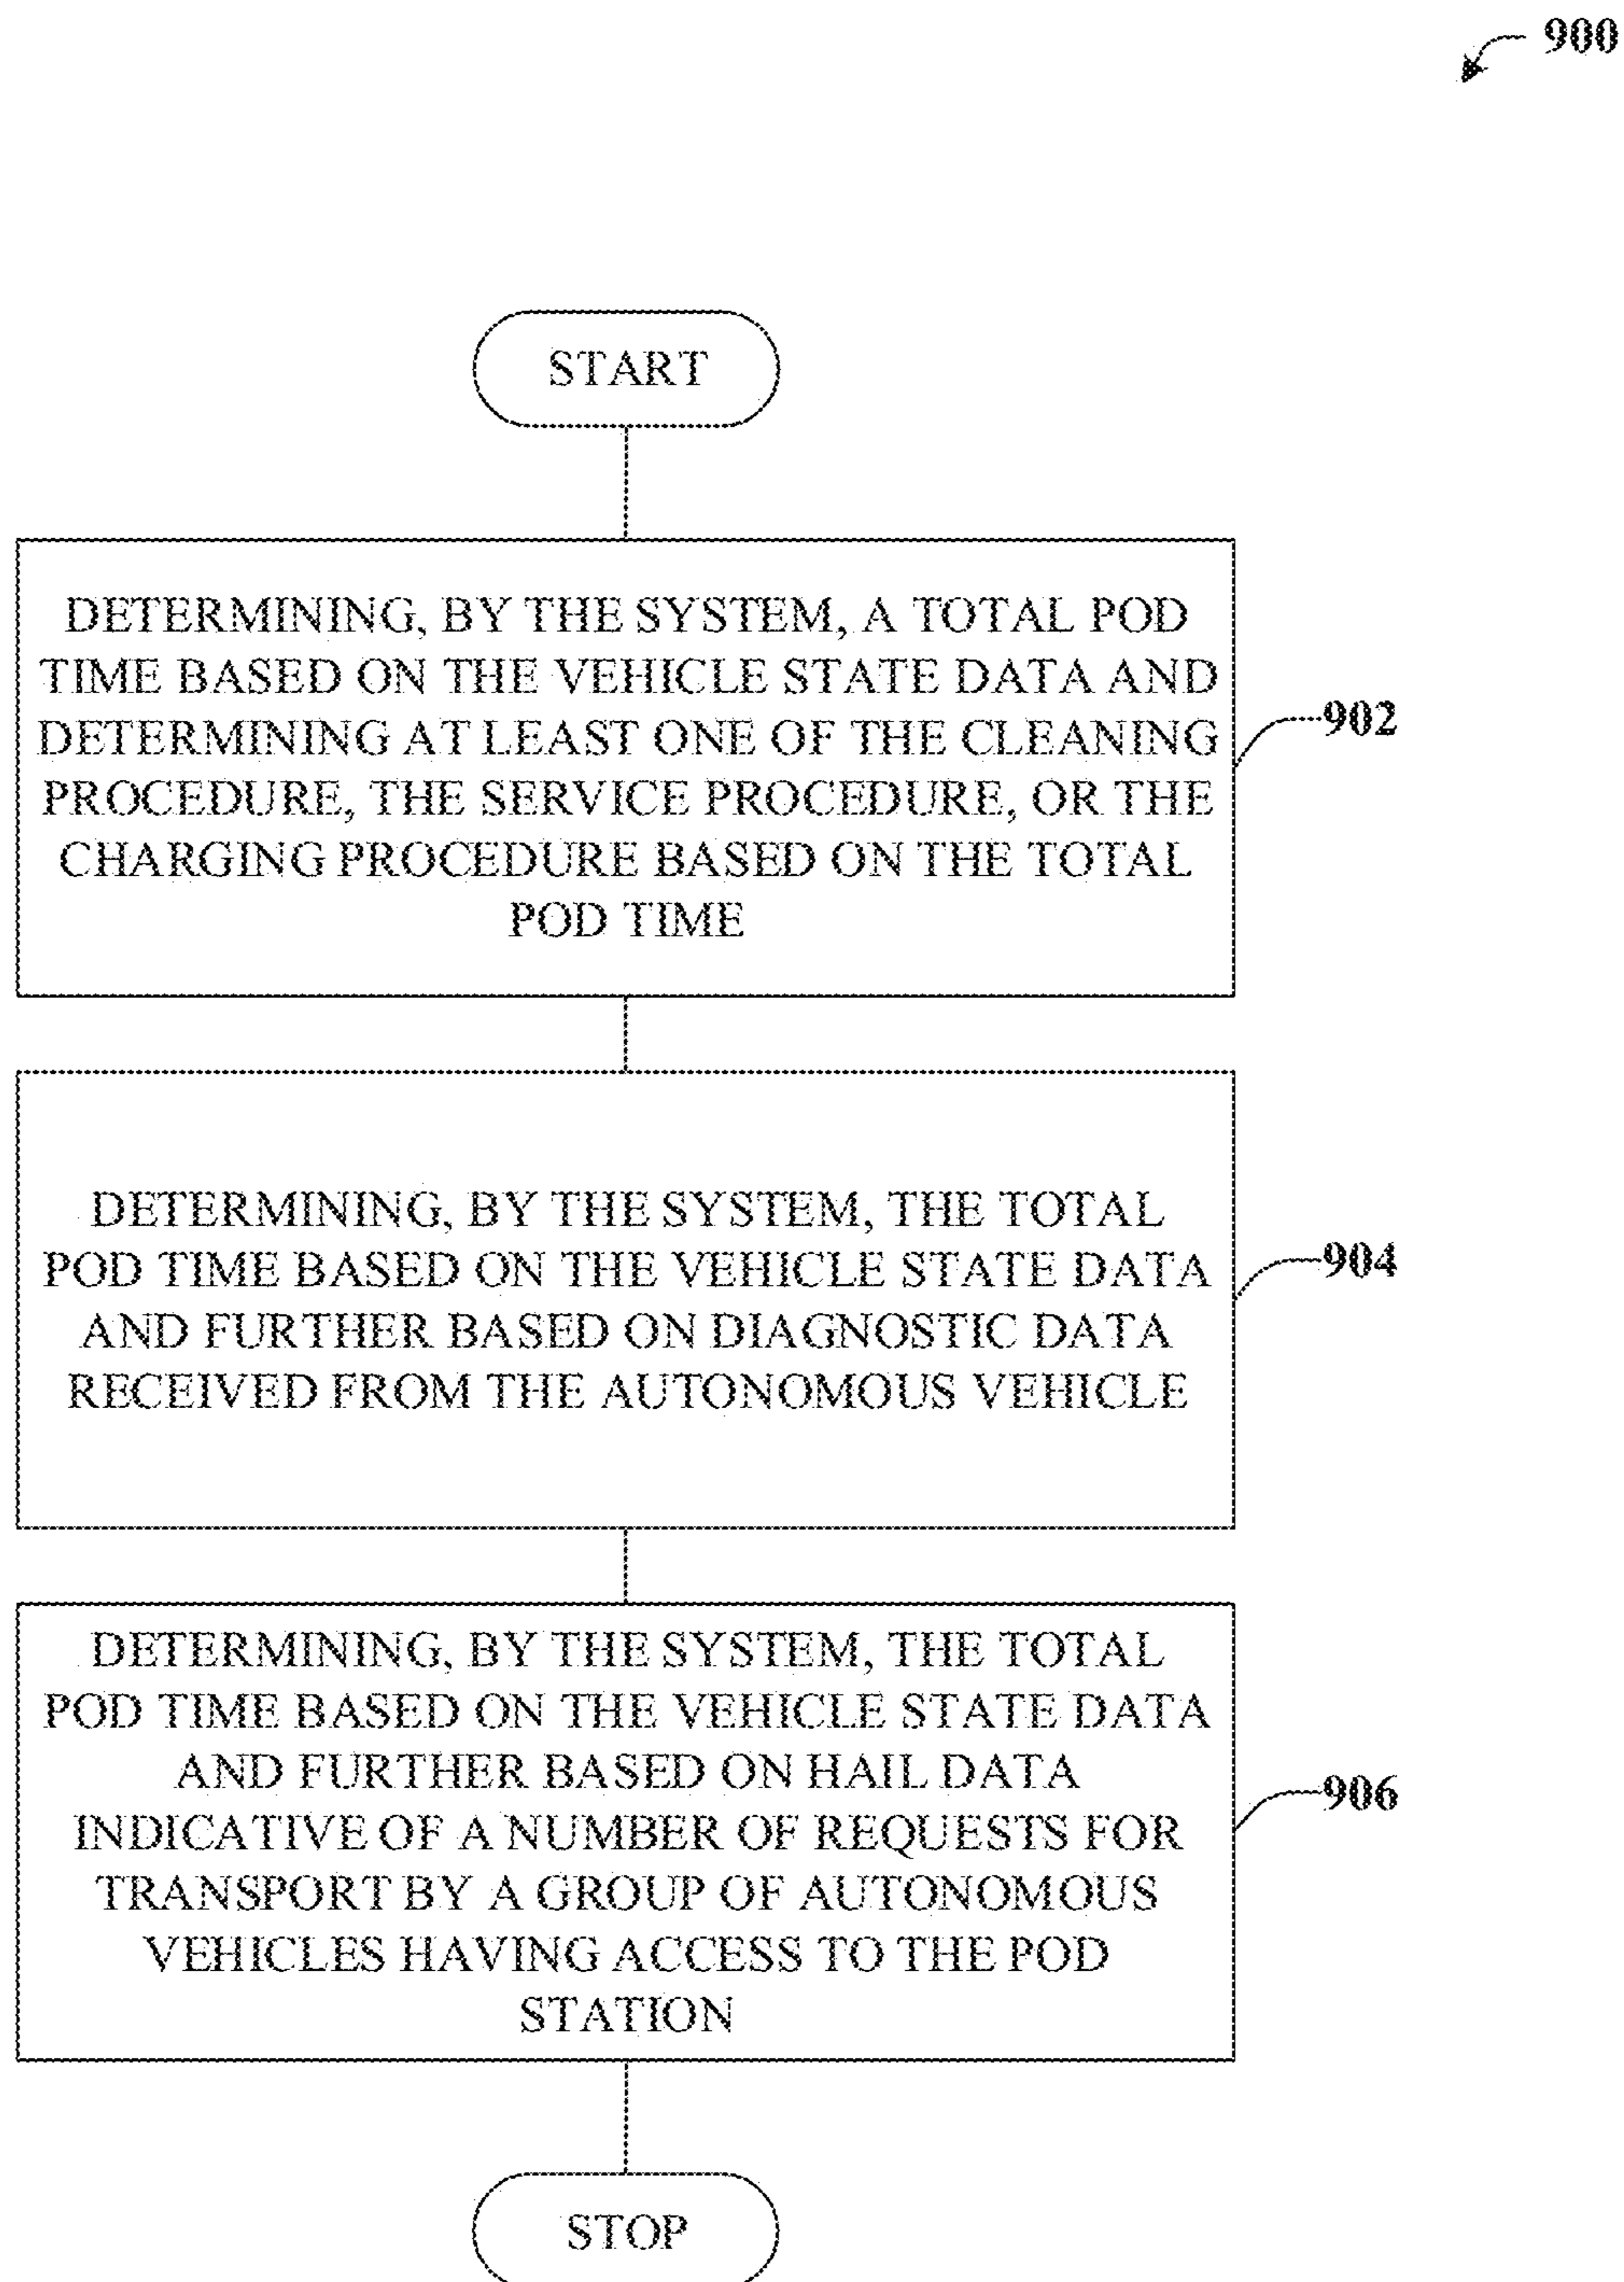 900
START
DETERMINING, BY THE SYSTEM, A TOTAL POD
TIME BASED ON THE VEHICLE STATE DATA AND
DETERMINING AT LEAST ONE OF THE CLEANING
PROCEDURE, THE SERVICE PROCEDURE, OR THE
CHARGING PROCEDURE BASED ON THE TOTAL
POD TIME
902
DETERMINING, BY THE SYSTEM, THE TOTAL
POD TIME BASED ON THE VEHICLE STATE DATA
AND FURTHER BASED ON DIAGNOSTIC DATA
RECEIVED FROM THE AUTONOMOUS VEHICLE
904
DETERMINING, BY THE SYSTEM, THE TOTAL
POD TIME BASED ON THE VEHICLE STATE DATA
AND FURTHER BASED ON HAIL DATA
INDICATIVE OF A NUMBER OF REQUESTS FOR
TRANSPORT BY A GROUP OF AUTONOMOUS
VEHICLES HAVING ACCESS TO THE POD
STATION
906
STOP